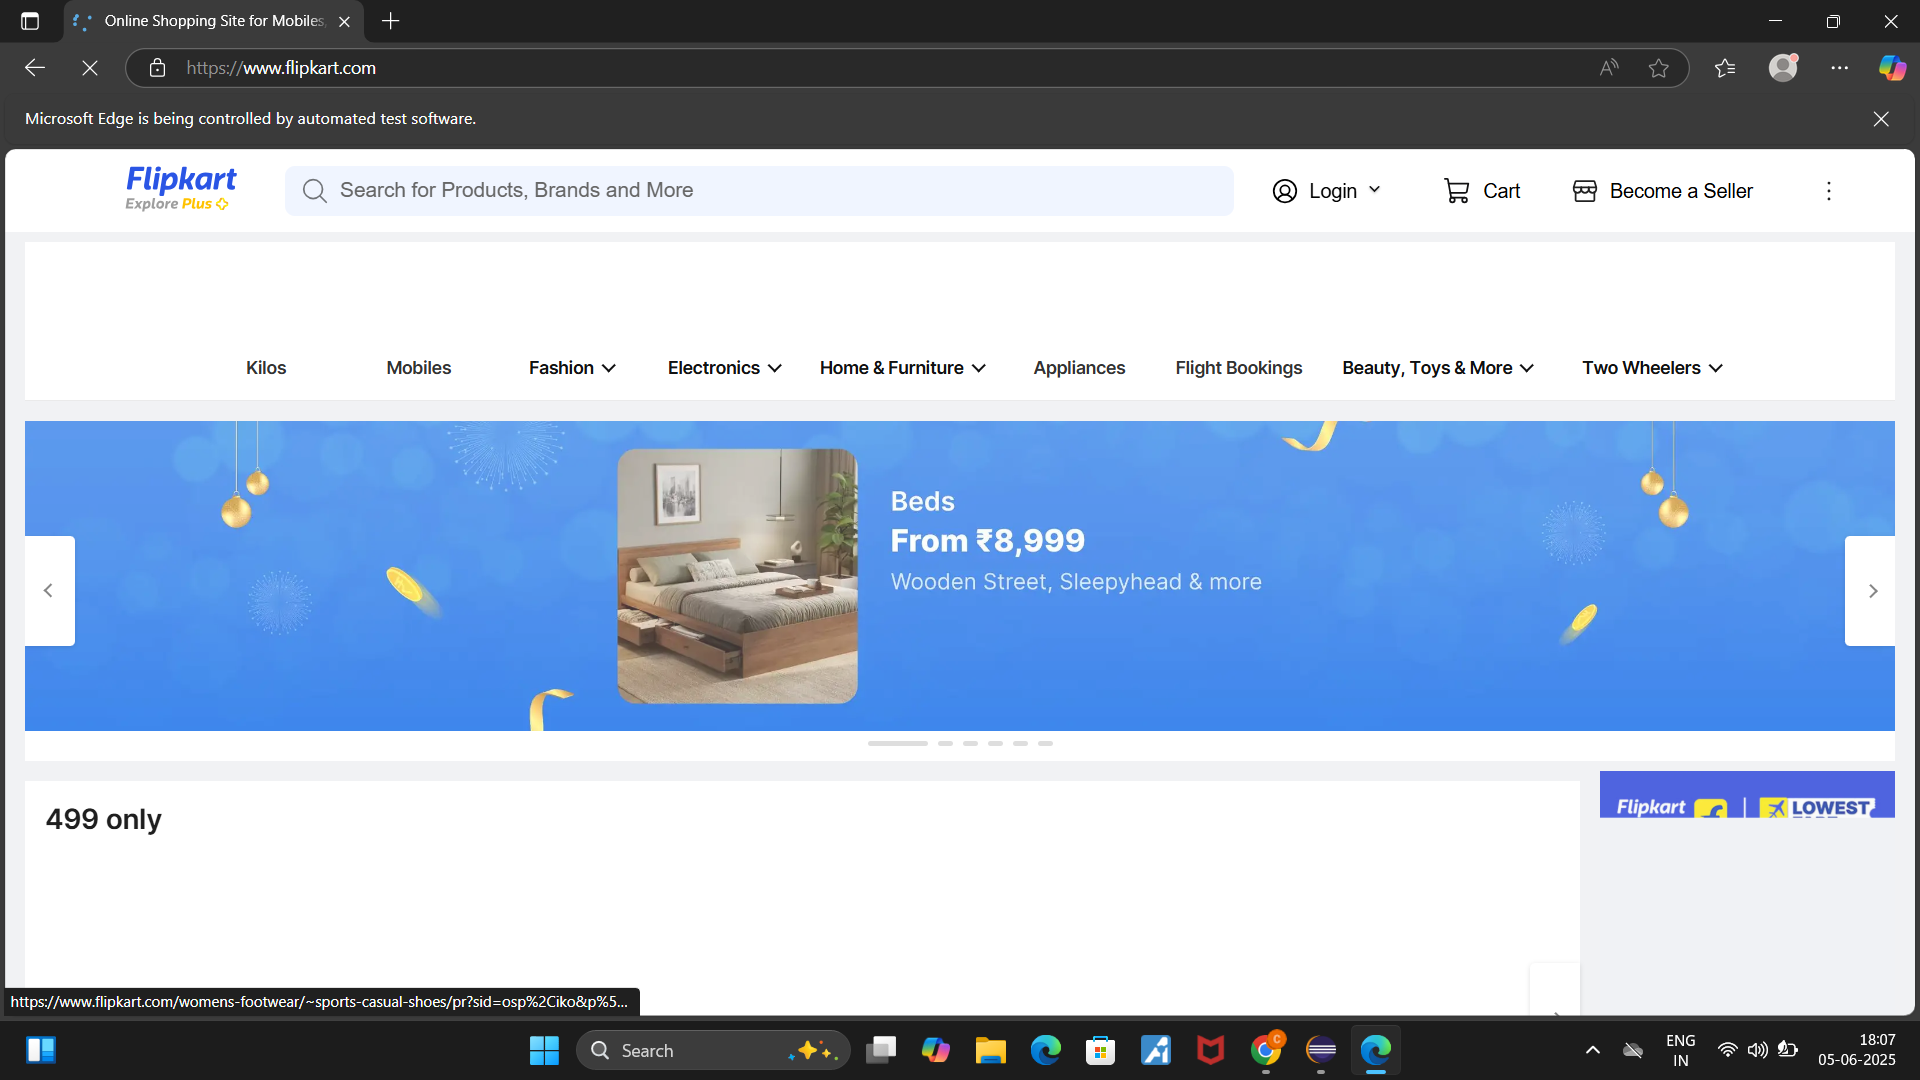 Online Shopping Site for Mobiles,
https://www.flipkart.com
Microsoft Edge is being controlled by automated test software.
Flipkart
Explore Plus
Search for Products, Brands and More
Login
Cart
Become a Seller
Kilos
Mobiles
Fashion
Electronics
Home & Furniture
Appliances
Flight Bookings
Beauty, Toys & More
Two Wheelers
Beds
From ₹8,999
Wooden Street, Sleepyhead & more
499 only
Flipkart
LOWEST
https://www.flipkart.com/womens-footwear/~sports-casual-shoes/pr?sid=osp%2Ciko&p%5...
Search
ENG
IN
18:07
05-06-2025